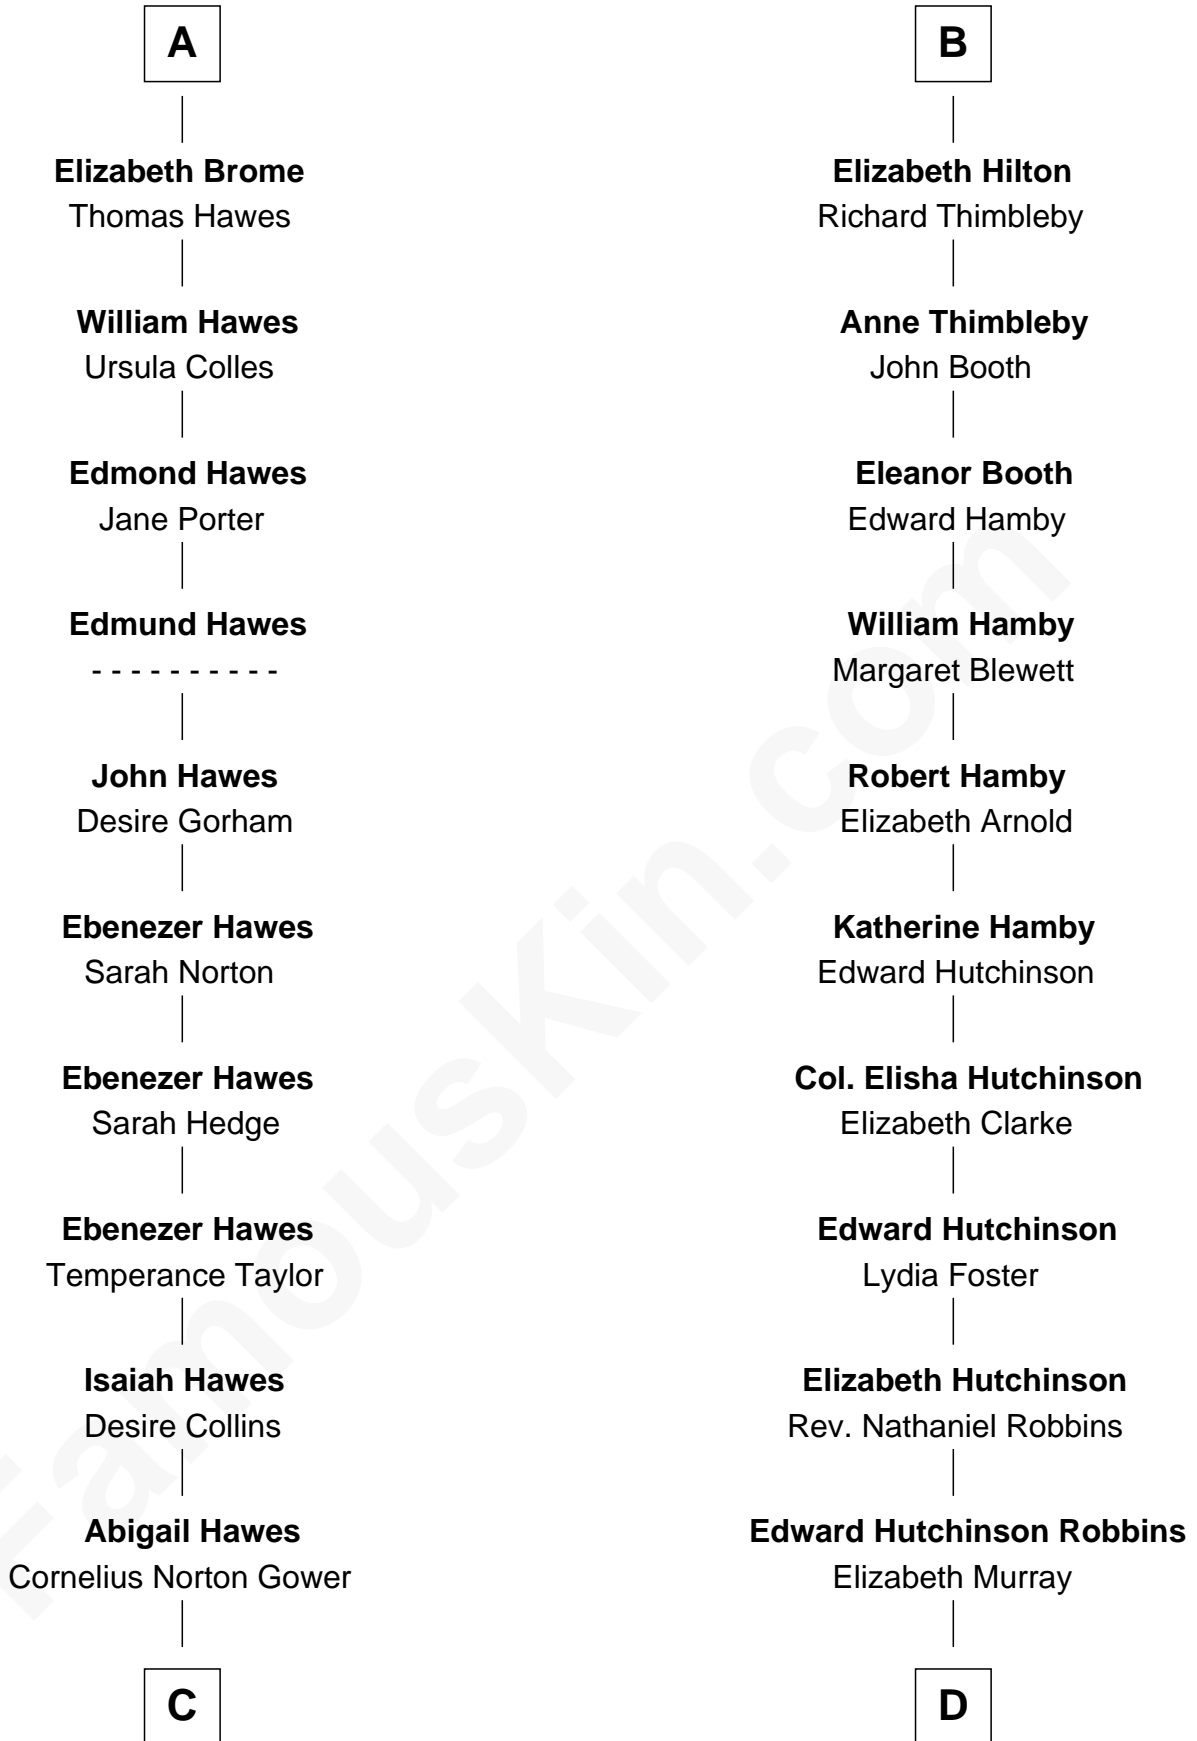 A
Elizabeth Brome
Thomas Hawes
William Hawes
Ursula Colles
Edmond Hawes
Jane Porter
Edmund Hawes
- - - - - - - - - -
John Hawes
Desire Gorham
Ebenezer Hawes
Sarah Norton
Ebenezer Hawes
Sarah Hedge
Ebenezer Hawes
Temperance Taylor
Isaiah Hawes
Desire Collins
Abigail Hawes
Cornelius Norton Gower
C
B
Elizabeth Hilton
Richard Thimbleby
Anne Thimbleby
John Booth
Eleanor Booth
Edward Hamby
William Hamby
Margaret Blewett
Robert Hamby
Elizabeth Arnold
Katherine Hamby
Edward Hutchinson
Col. Elisha Hutchinson
Elizabeth Clarke
Edward Hutchinson
Lydia Foster
Elizabeth Hutchinson
Rev. Nathaniel Robbins
Edward Hutchinson Robbins
Elizabeth Murray
D
FamousKin.com